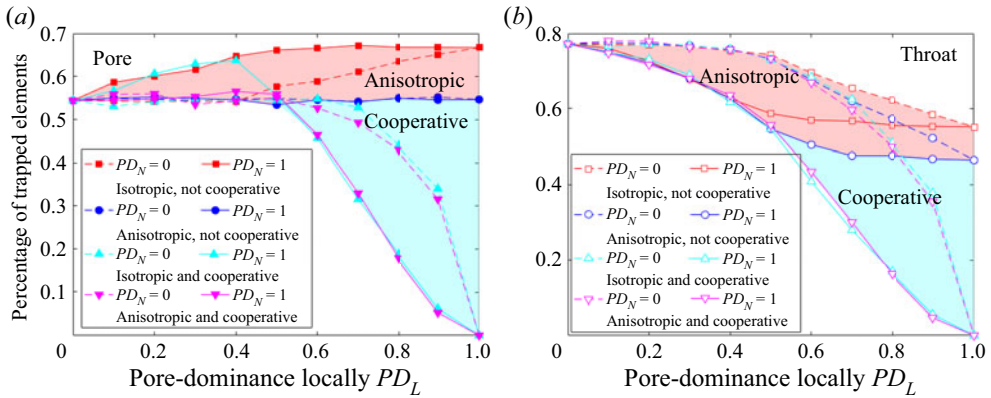 (a)
0.7
0.6
0.5
0.4
0.3
0.2
0.1
Percentage of trapped elements
Pore
Anisotropic
Cooperative
PD_N = 0 PD_N = 1
Isotropic, not cooperative
PD_N = 0 PD_N = 1
Anisotropic, not cooperative
PD_N = 0 PD_N = 1
Isotropic and cooperative
PD_N = 0 PD_N = 1
Anisotropic and cooperative
0 0.2 0.4 0.6 0.8 1.0
Pore-dominance locally PD_L
(b)
0.8
0.6
0.4
0.2
Throat
Anisotropic
Cooperative
PD_N = 0 PD_N = 1
Isotropic, not cooperative
PD_N = 0 PD_N = 1
Anisotropic, not cooperative
PD_N = 0 PD_N = 1
Isotropic and cooperative
PD_N = 0 PD_N = 1
Anisotropic and cooperative
0 0.2 0.4 0.6 0.8 1.0
Pore-dominance locally PD_L